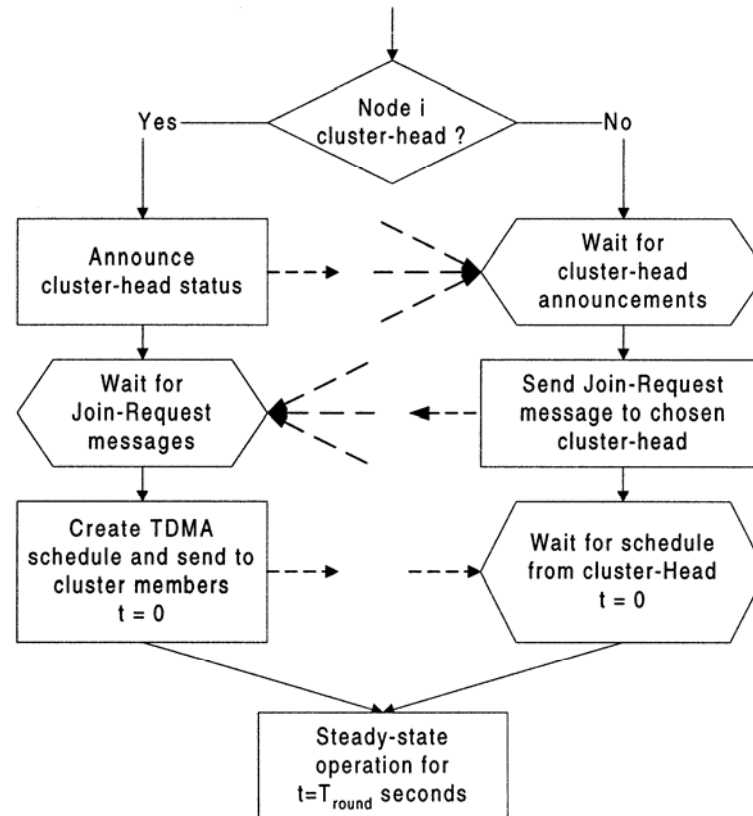 Node i
cluster-head ?
Yes
No
Announce
cluster-head status
Wait for
cluster-head
announcements
Wait for
Join-Request
messages
Send Join-Request
message to chosen
cluster-head
Create TDMA
schedule and send to
cluster members
t = 0
Wait for schedule
from cluster-Head
t = 0
Steady-state
operation for
t=Tround seconds